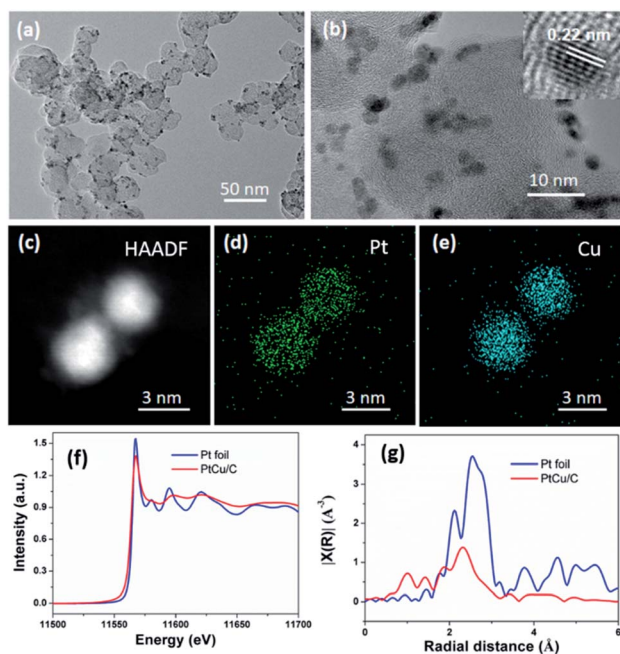 (a)
50 nm
(b)
0.22 nm
10 nm
(c)
HAADF
3 nm
(d)
Pt
3 nm
(e)
Cu
3 nm
(f)
Pt foil
PtCu/C
Intensity (a.u.)
1.5
1.2
0.9
0.6
0.3
0.0
11500
11550
11600
11650
11700
Energy (eV)
(g)
Pt foil
PtCu/C
|X(R)| (A⁻³)
4
3
2
1
0
0
2
4
6
Radial distance (Å)